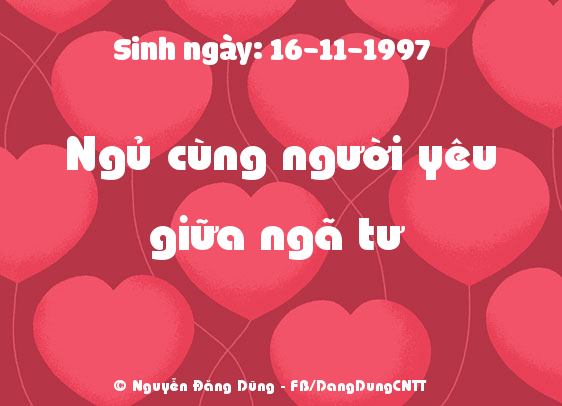 Sinh ngày: 16-11-1997
Ngủ cùng người yêu
giữa ngã tư
© Nguyễn Đăng Dũng - FB/DangDungCNTT